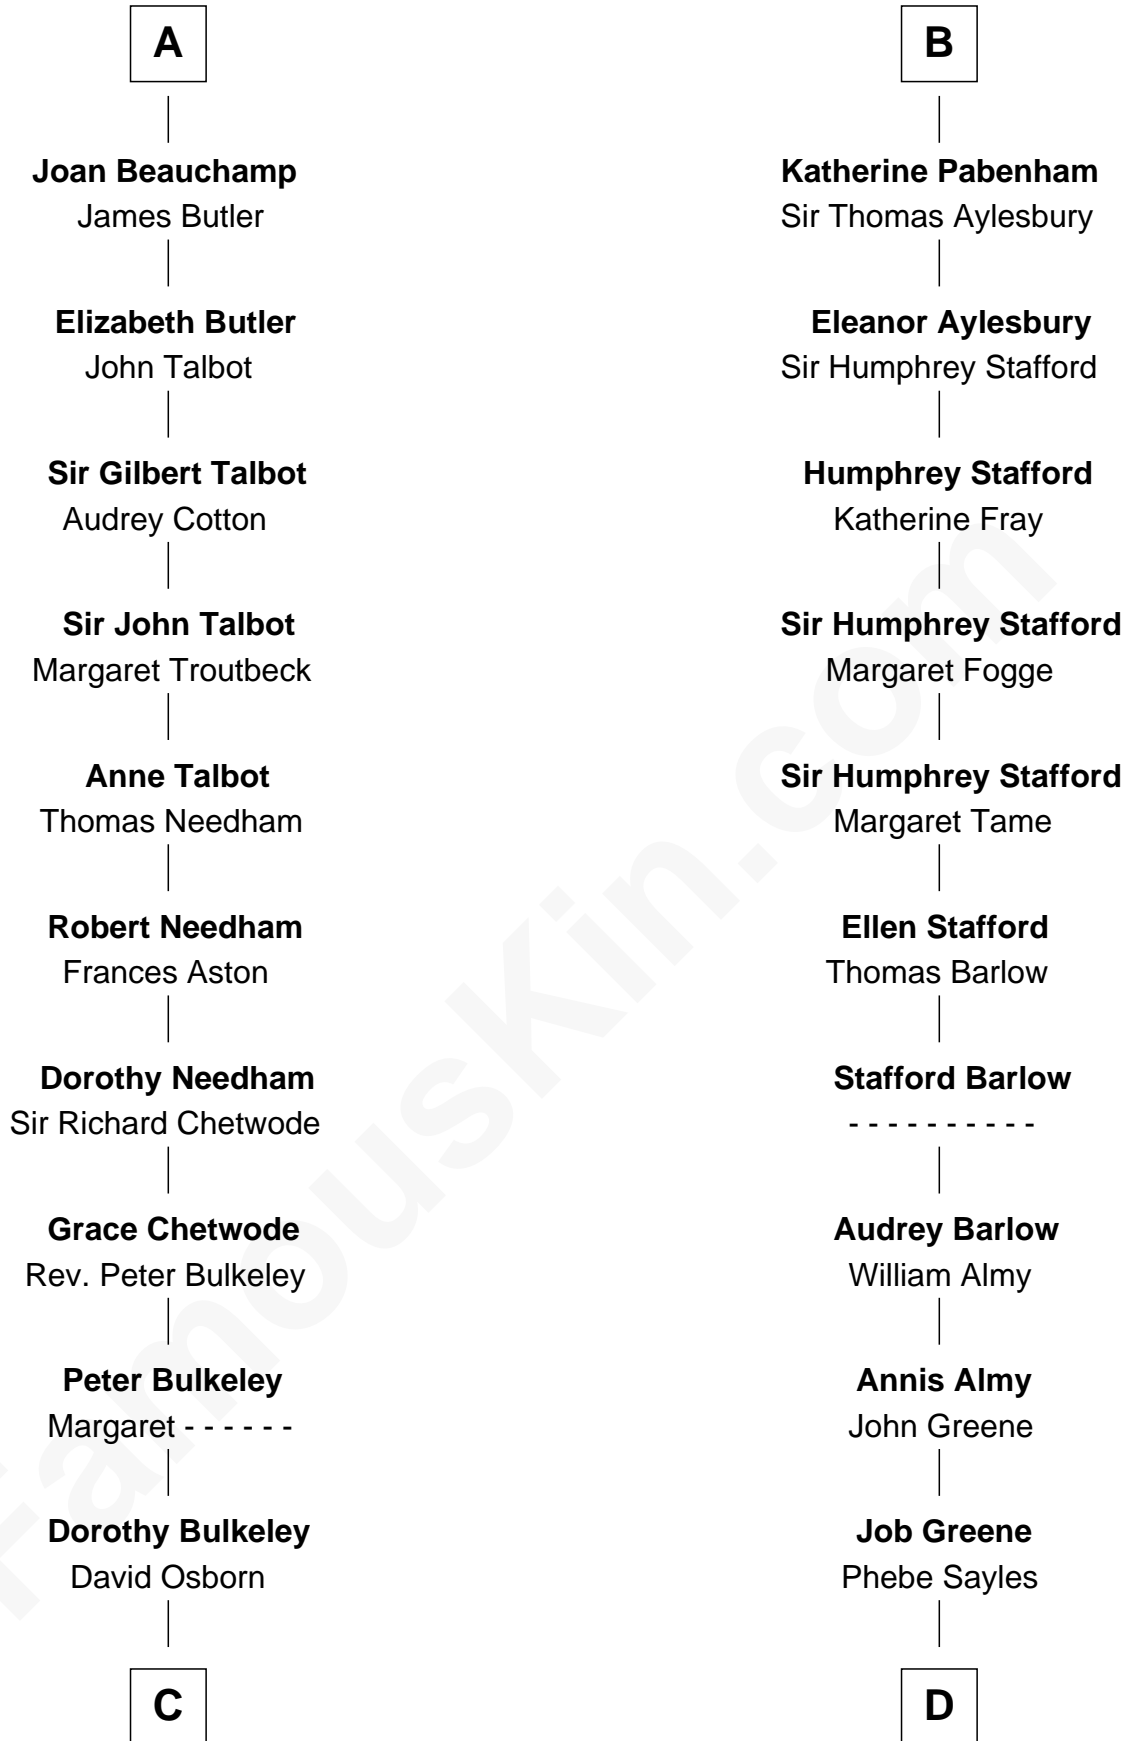 A
Joan Beauchamp
James Butler
Elizabeth Butler
John Talbot
Sir Gilbert Talbot
Audrey Cotton
Sir John Talbot
Margaret Troutbeck
Anne Talbot
Thomas Needham
Robert Needham
Frances Aston
Dorothy Needham
Sir Richard Chetwode
Grace Chetwode
Rev. Peter Bulkeley
Peter Bulkeley
Margaret - - - - - -
Dorothy Bulkeley
David Osborn
C
B
Katherine Pabenham
Sir Thomas Aylesbury
Eleanor Aylesbury
Sir Humphrey Stafford
Humphrey Stafford
Katherine Fray
Sir Humphrey Stafford
Margaret Fogge
Sir Humphrey Stafford
Margaret Tame
Ellen Stafford
Thomas Barlow
Stafford Barlow
- - - - - - - - - -
Audrey Barlow
William Almy
Annis Almy
John Greene
Job Greene
Phebe Sayles
D
FamousKin.com